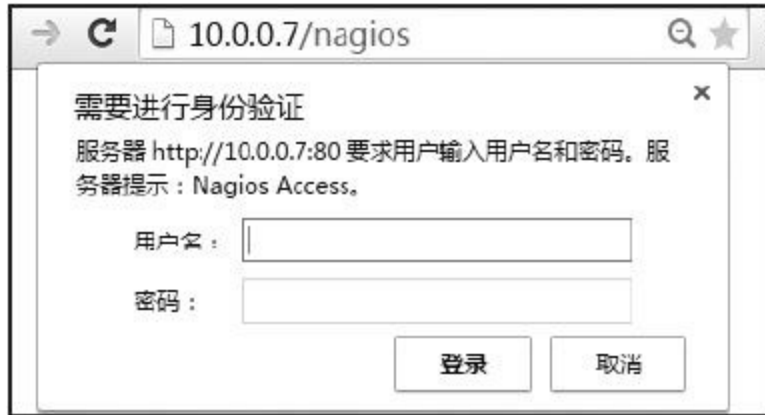 10.0.0.7/nagios
需要进行身份验证
服务器 http://10.0.0.7:80 要求用户输入用户名和密码。服
务器提示：Nagios Access。
用户名：
密码：
登录
取消